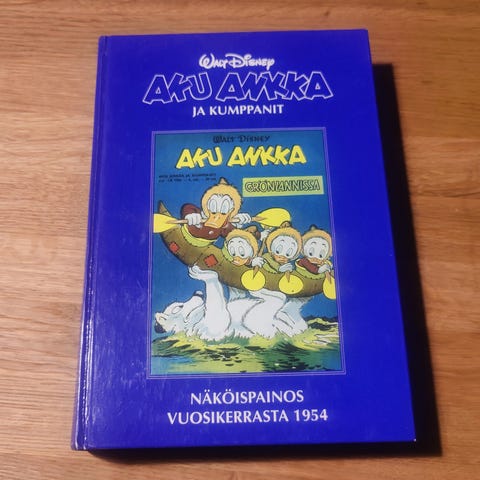 Walt Disney
AKU ANKKA
JA KUMPPANIT
Walt Disney
AKU ANKKA
GRÖNLANNISSA
NÄKÖISPAINOS
VUOSIKERRASTA 1954